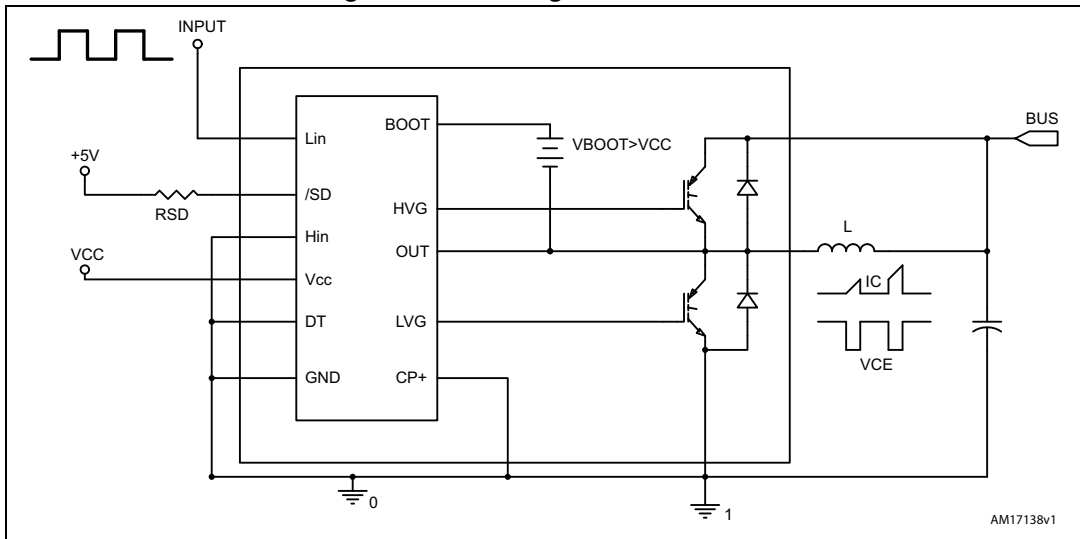 INPUT
BUS
+5V
RSD
VCC
Lin
/SD
Hin
Vcc
DT
GND
BOOT
HVG
OUT
LVG
CP+
VBOOT>VCC
L
IC
VCE
0
1
AM17138v1